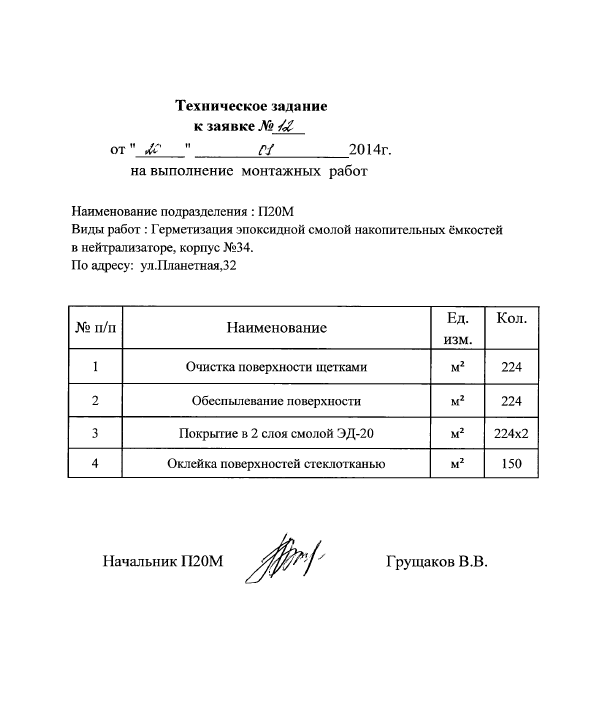 Техническое задание
к заявке № 12
от " 20 " 01 2014г.
на выполнение монтажных работ
Наименование подразделения : П20М
Виды работ : Герметизация эпоксидной смолой накопительных ёмкостей
в нейтрализаторе, корпус №34.
По адресу: ул.Планетная,32
№ п/п Наименование Ед. изм. Кол.
1 Очистка поверхности щетками м² 224
2 Обеспылевание поверхности м² 224
3 Покрытие в 2 слоя смолой ЭД-20 м² 224x2
4 Оклейка поверхностей стеклотканью м² 150
Начальник П20М Грущаков В.В.